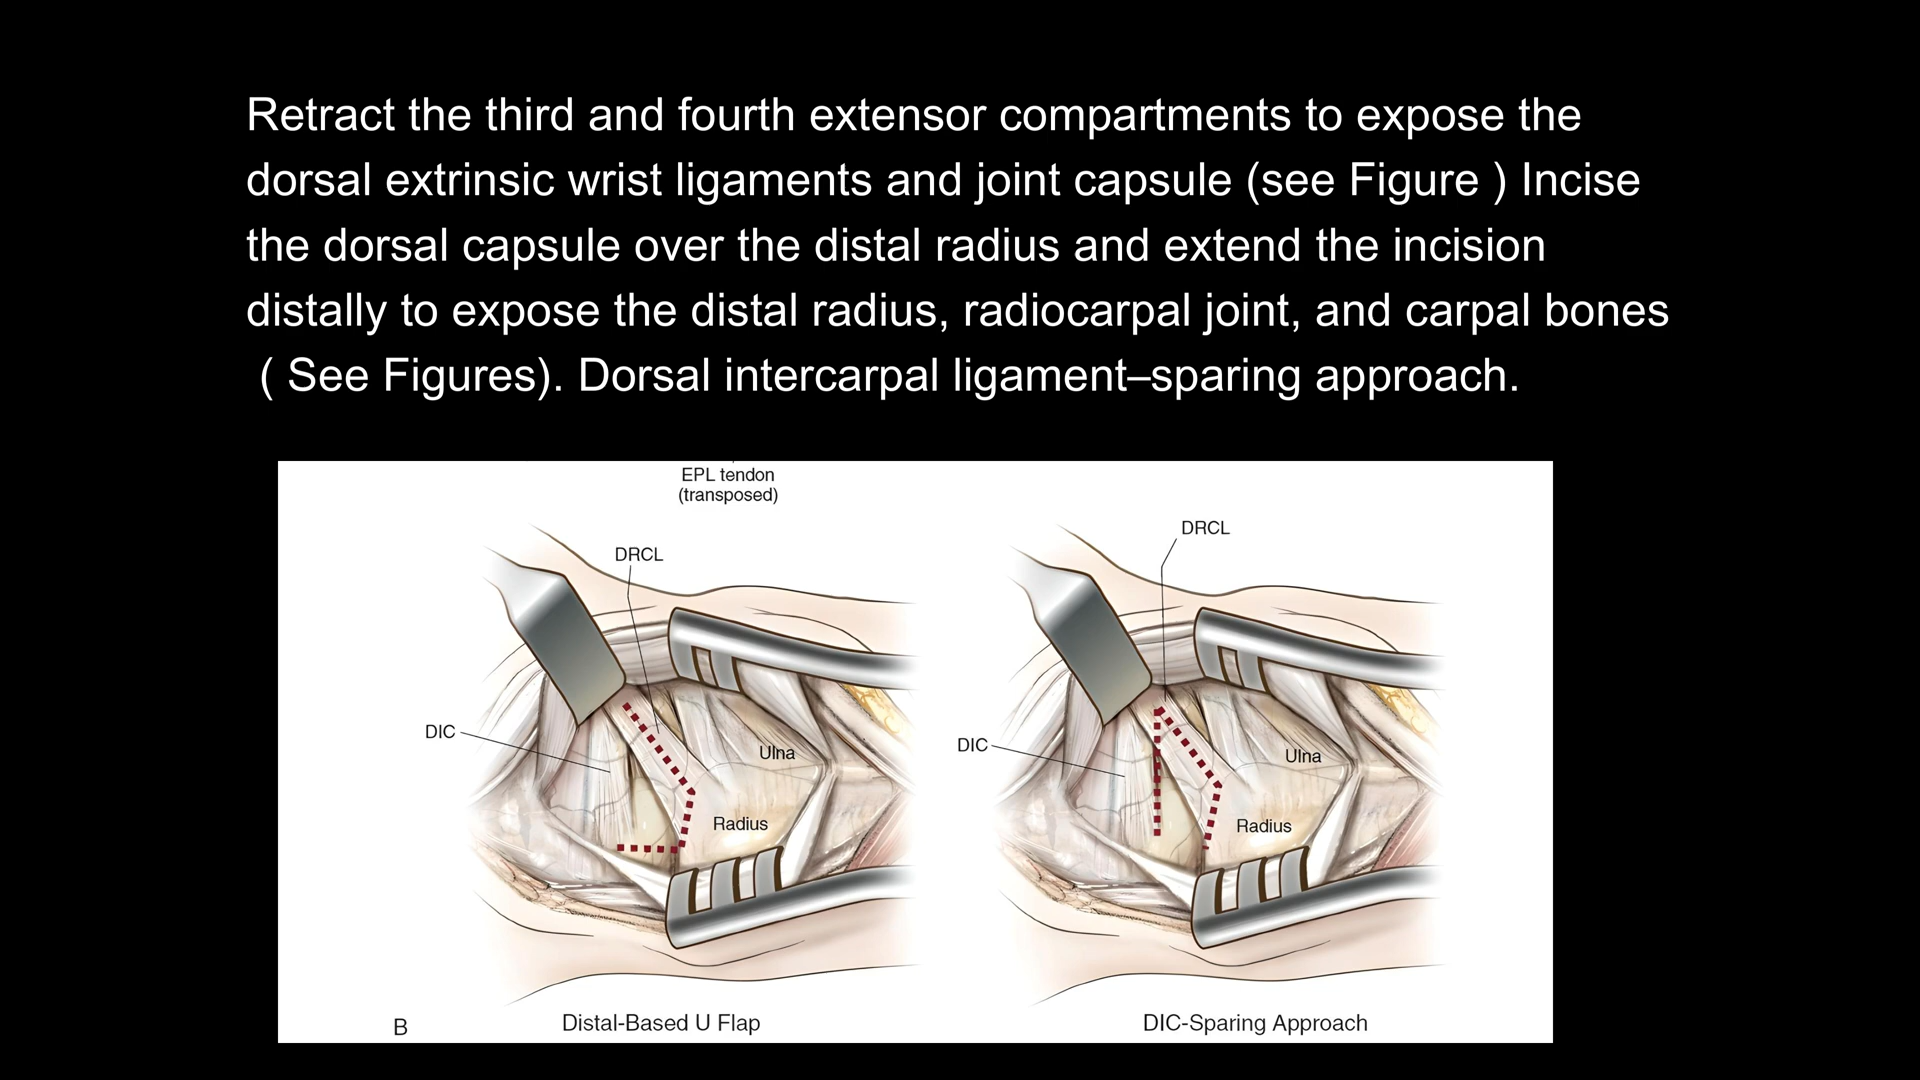 Retract the third and fourth extensor compartments to expose the
dorsal extrinsic wrist ligaments and joint capsule (see Figure ) Incise
the dorsal capsule over the distal radius and extend the incision
distally to expose the distal radius, radiocarpal joint, and carpal bones
( See Figures). Dorsal intercarpal ligament–sparing approach.
EPL tendon
(transposed)
DRCL
DIC
Ulna
Radius
Distal-Based U Flap
DRCL
DIC
Ulna
Radius
DIC-Sparing Approach
B